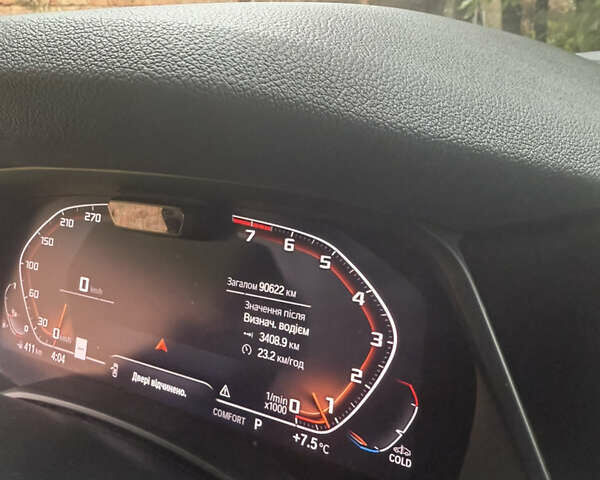 210 270
150
100
60
30
0
0 km/h
km/h
411 km 4:04
Двері відчинено.
Загалом 90622 км
Значення після
Визнач. водієм
3408.9 км
23.2 км/год
7
6
5
4
3
2
1
0
1/min
x1000
COMFORT P
+7.5 °C
COLD